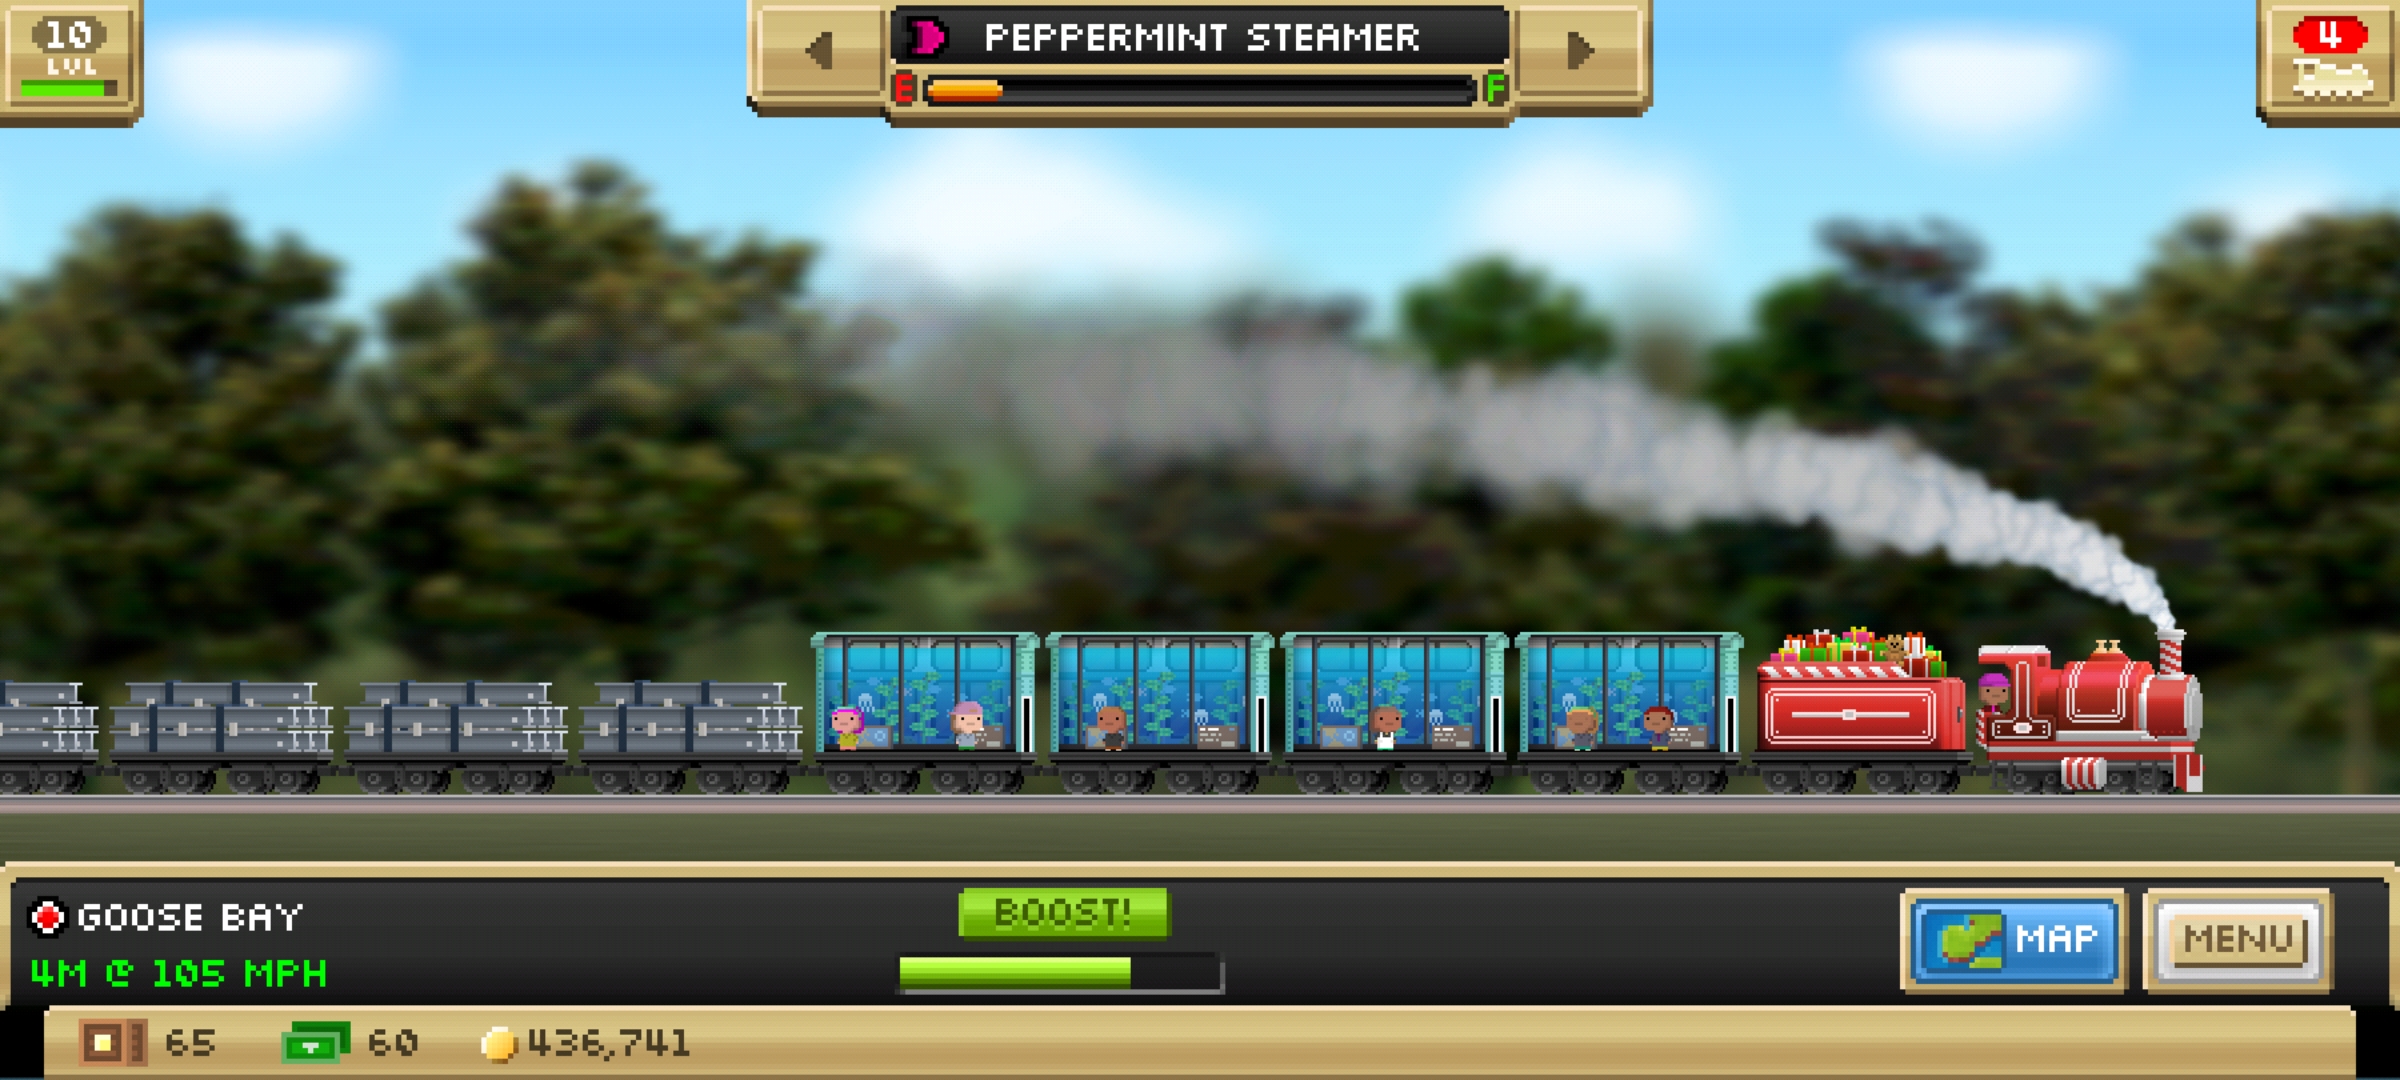 10
LVL
PEPPERMINT STEAMER
E F
4
GOOSE BAY
4M @ 105 MPH
BOOST!
MAP
MENU
65
60
436,741